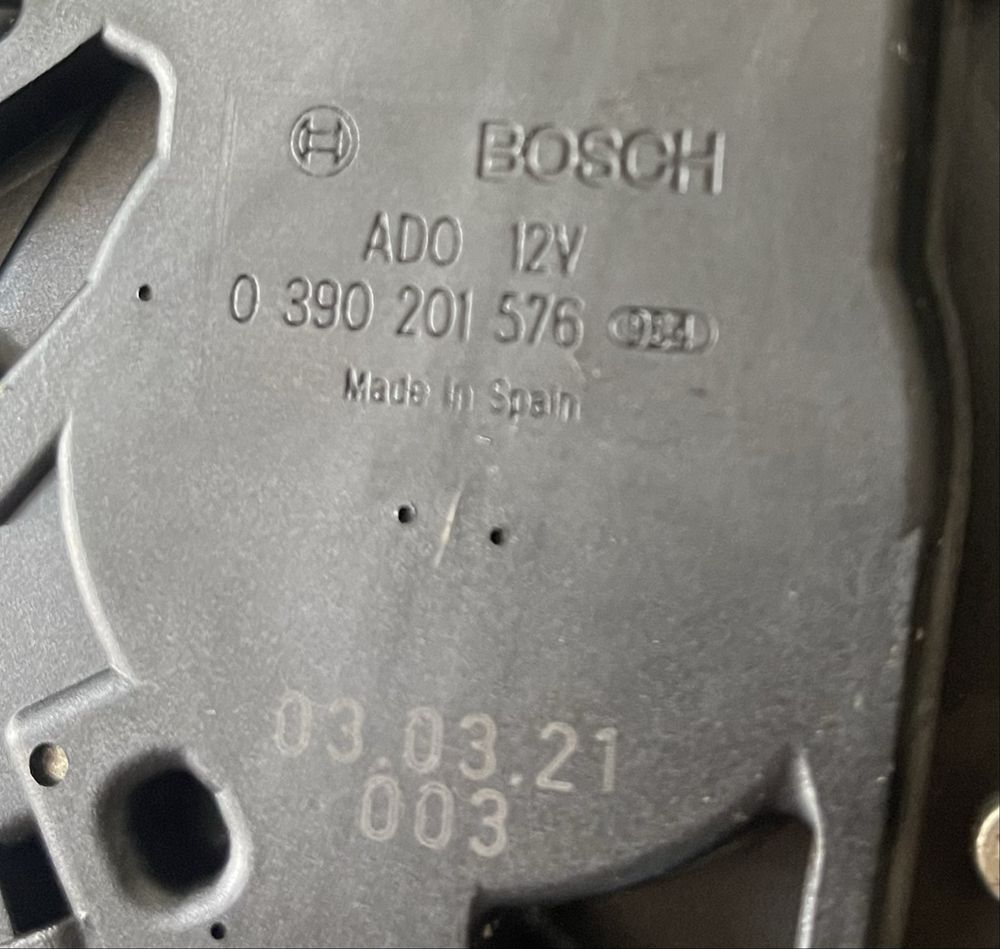 BOSCH
ADO 12V
0 390 201 576
Made in Spain
03.03.21
003